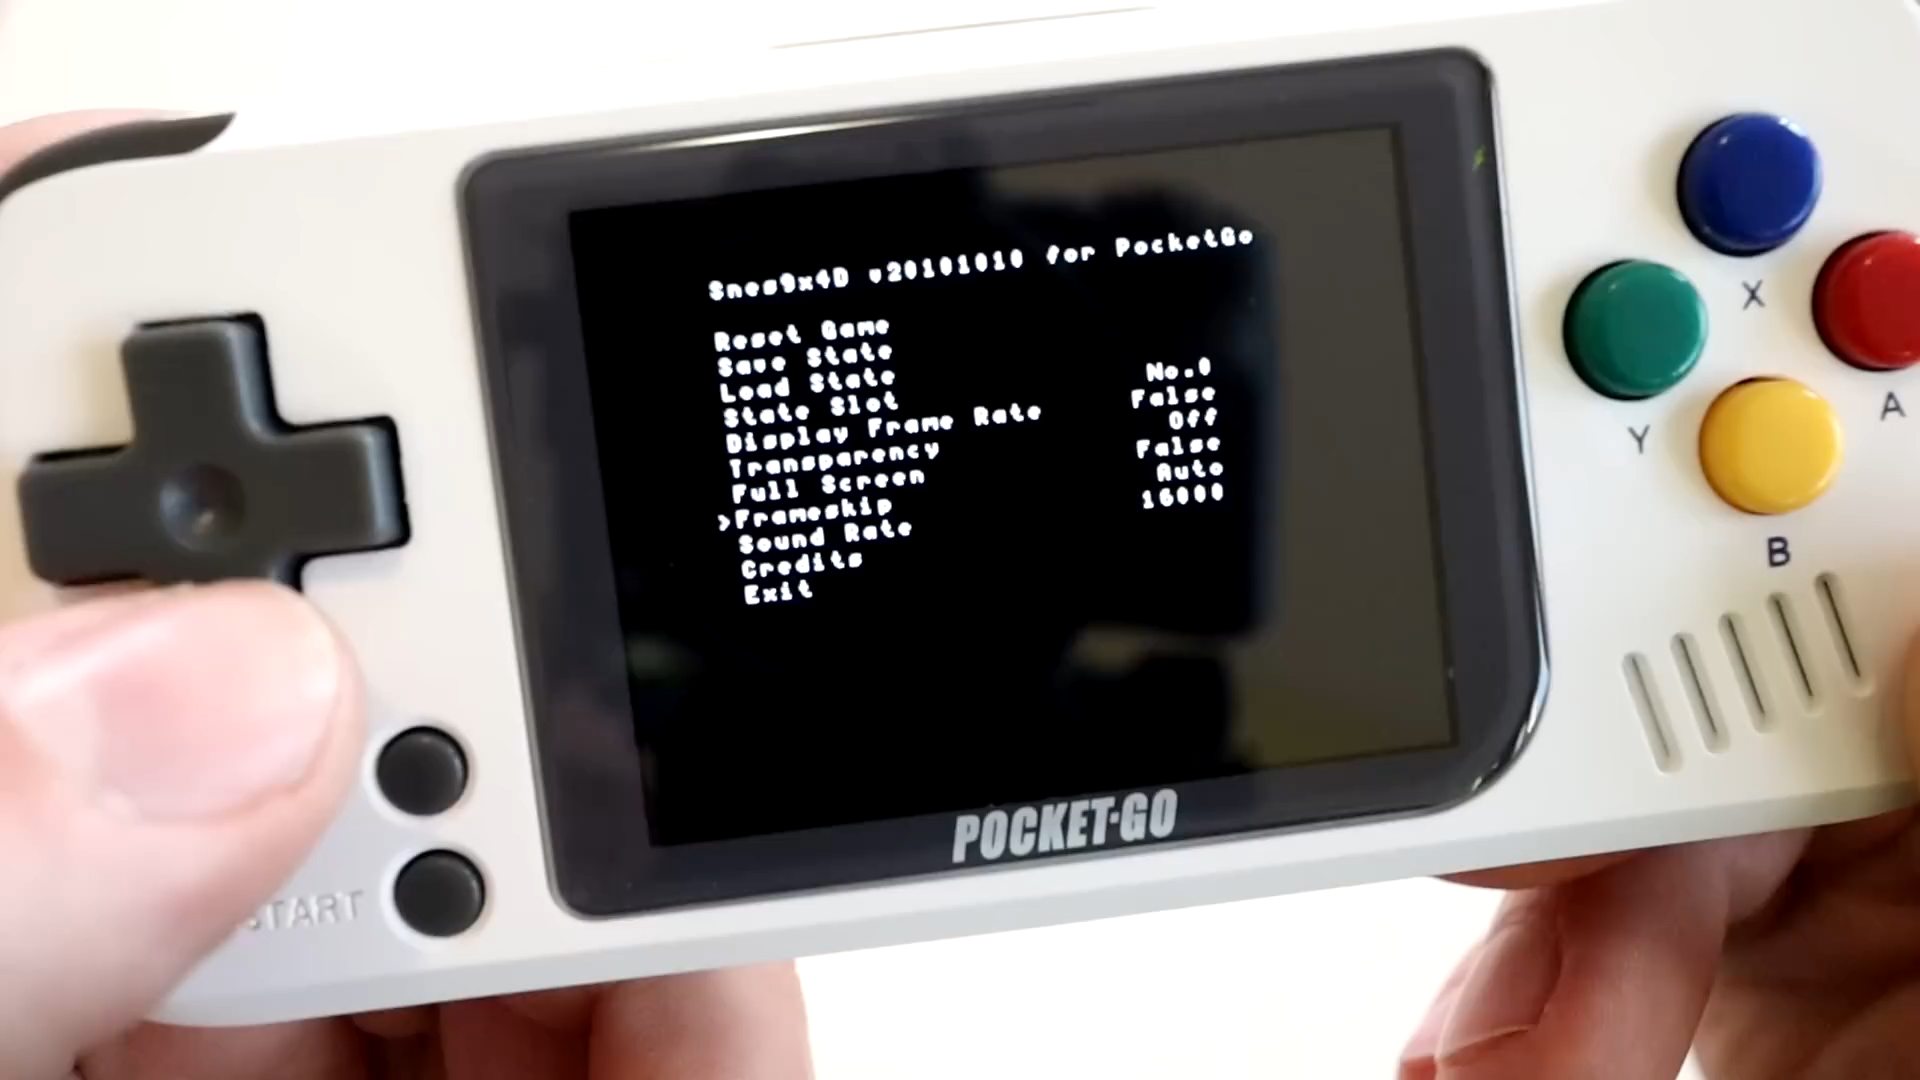 Snes9x4D v20101010 for PocketGo
Reset Game
Save State
Load State
State Slot No.0
Display Frame Rate False
Transparency Off
Full Screen False
>Frameskip Auto
Sound Rate 16000
Credits
Exit
POCKET-GO
X
Y
A
B
START